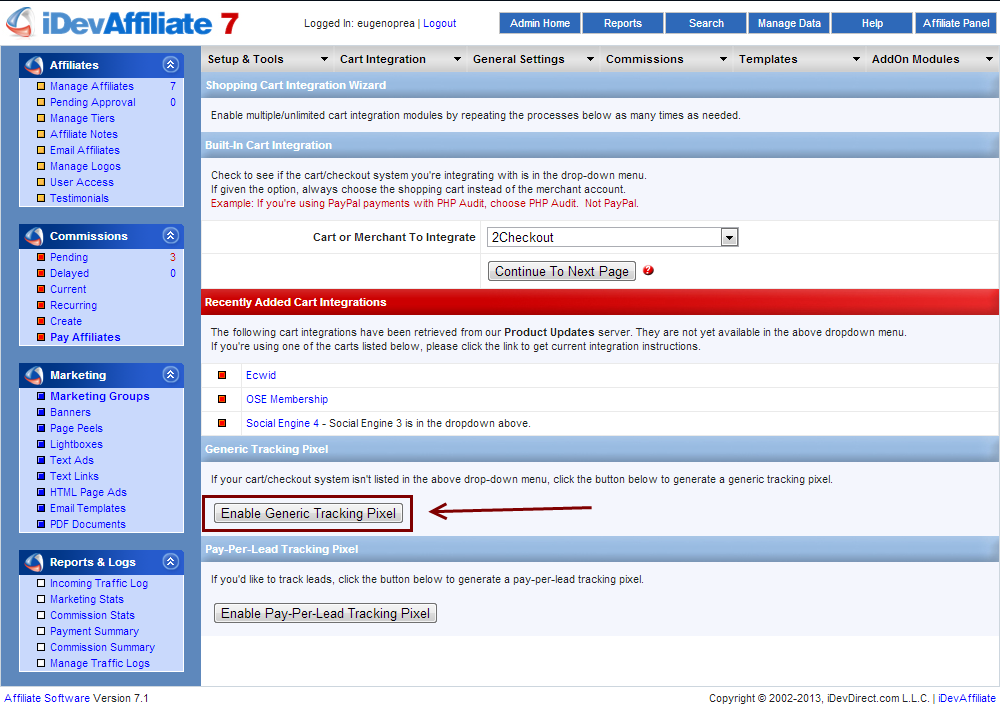 iDevAffiliate 7
Logged In: eugenoprea | Logout
Admin Home
Reports
Search
Manage Data
Help
Affiliate Panel
Affiliates
Manage Affiliates 7
Pending Approval 0
Manage Tiers
Affiliate Notes
Email Affiliates
Manage Logos
User Access
Testimonials
Commissions
Pending 3
Delayed 0
Current
Recurring
Create
Pay Affiliates
Marketing
Marketing Groups
Banners
Page Peels
Lightboxes
Text Ads
Text Links
HTML Page Ads
Email Templates
PDF Documents
Reports & Logs
Incoming Traffic Log
Marketing Stats
Commission Stats
Payment Summary
Commission Summary
Manage Traffic Logs
Setup & Tools
Cart Integration
General Settings
Commissions
Templates
AddOn Modules
Shopping Cart Integration Wizard
Enable multiple/unlimited cart integration modules by repeating the processes below as many times as needed.
Built-In Cart Integration
Check to see if the cart/checkout system you're integrating with is in the drop-down menu.
If given the option, always choose the shopping cart instead of the merchant account.
Example: If you're using PayPal payments with PHP Audit, choose PHP Audit. Not PayPal.
Cart or Merchant To Integrate
2Checkout
Continue To Next Page ?
Recently Added Cart Integrations
The following cart integrations have been retrieved from our Product Updates server. They are not yet available in the above dropdown menu.
If you're using one of the carts listed below, please click the link to get current integration instructions.
Ecwid
OSE Membership
Social Engine 4 - Social Engine 3 is in the dropdown above.
Generic Tracking Pixel
If your cart/checkout system isn't listed in the above drop-down menu, click the button below to generate a generic tracking pixel.
Enable Generic Tracking Pixel
Pay-Per-Lead Tracking Pixel
If you'd like to track leads, click the button below to generate a pay-per-lead tracking pixel.
Enable Pay-Per-Lead Tracking Pixel
Affiliate Software Version 7.1
Copyright © 2002-2013, iDevDirect.com L.L.C. | iDevAffiliate